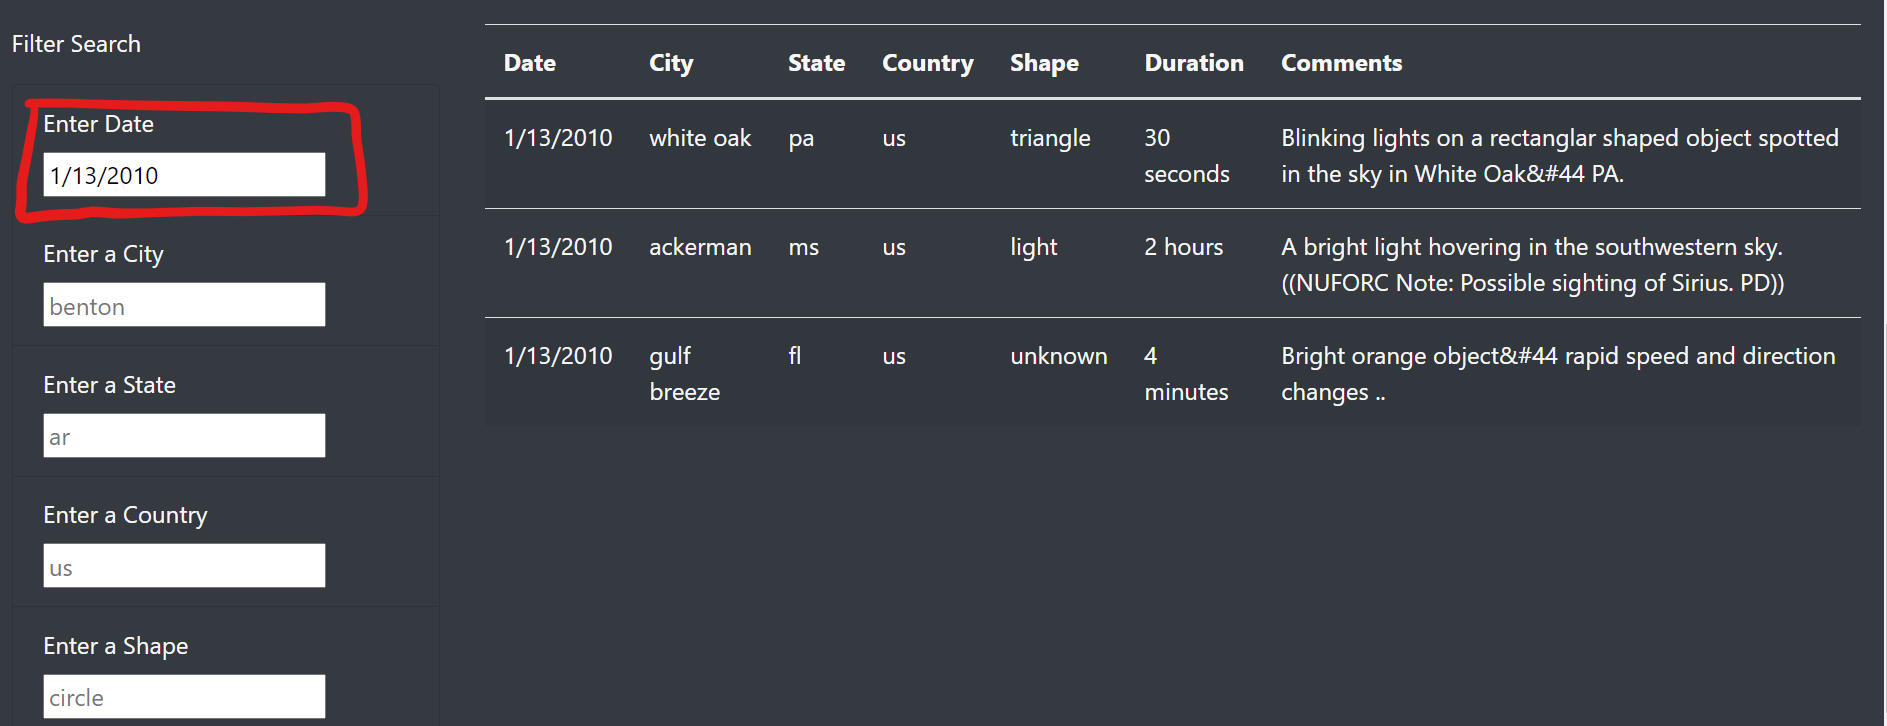 Filter Search
Enter Date
1/13/2010
Enter a City
benton
Enter a State
ar
Enter a Country
us
Enter a Shape
circle
Date City State Country Shape Duration Comments
1/13/2010 white oak pa us triangle 30 Blinking lights on a rectanglar shaped object spotted
seconds in the sky in White Oak&#44 PA.
1/13/2010 ackerman ms us light 2 hours A bright light hovering in the southwestern sky.
((NUFORC Note: Possible sighting of Sirius. PD))
1/13/2010 gulf fl us unknown 4 Bright orange object&#44 rapid speed and direction
breeze minutes changes ..